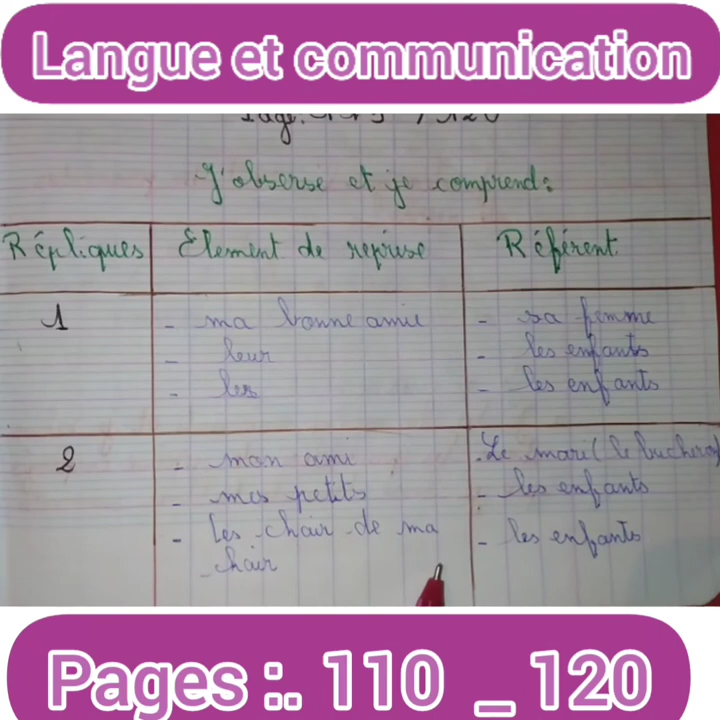 Langue et communication
J'observe et je comprend:
Répliques Element de reprise Référent
1 - ma bonne amie - sa femme
- leur - les enfants
- les - les enfants
2 - mon ami . Le mari (le bucheron)
- mes petits - les enfants
- Les chair de ma - les enfants
chair
Pages :. 110 _ 120